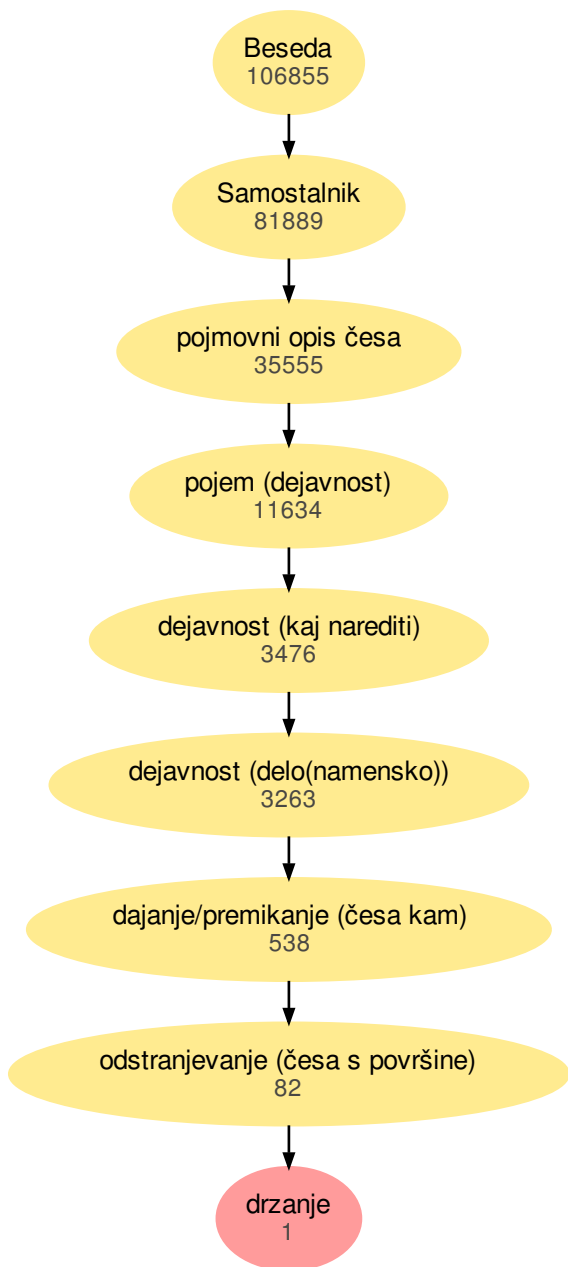 Beseda
106855
Samostalnik
81889
pojmovni opis česa
35555
pojem (dejavnost)
11634
dejavnost (kaj narediti)
3476
dejavnost (delo(namensko))
3263
dajanje/premikanje (česa kam)
538
odstranjevanje (česa s površine)
82
drzanje
1